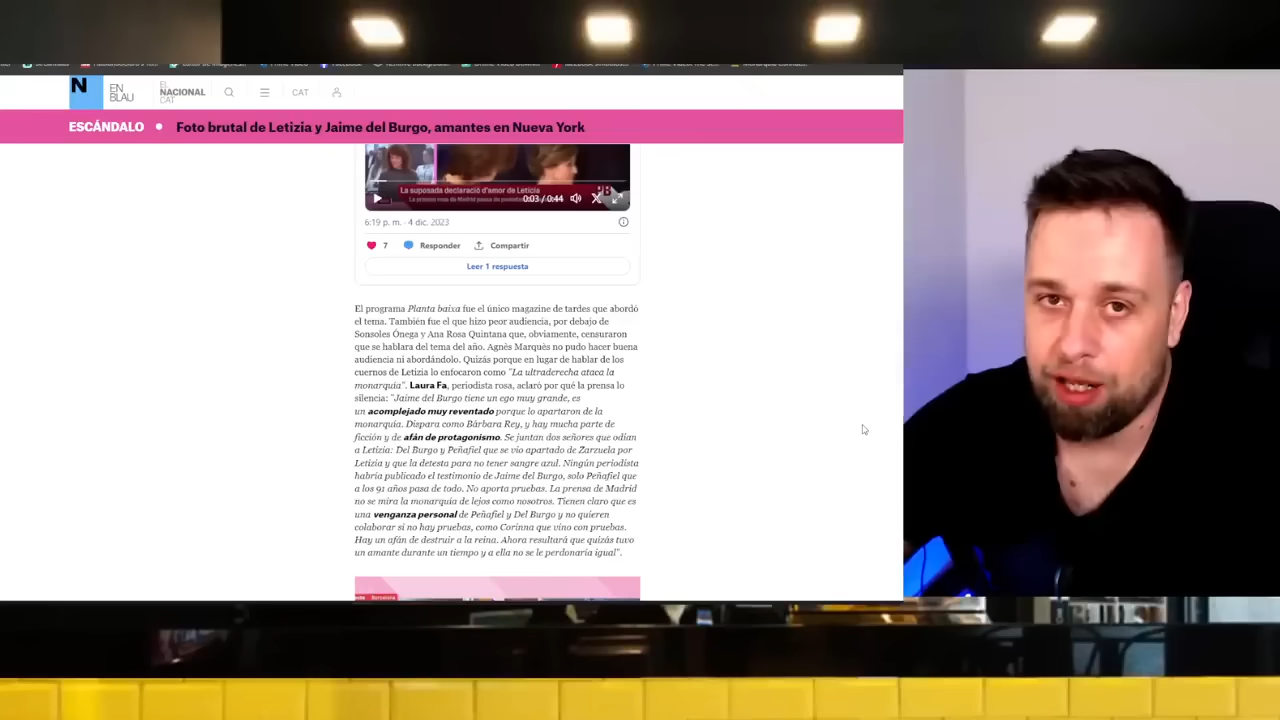 N
EN
BLAU
EL
NACIONAL
CAT
CAT
ESCÁNDALO • Foto brutal de Letizia y Jaime del Burgo, amantes en Nueva York
La suposada declaració d'amor de Letícia
0:03 / 0:44
6:19 p. m. · 4 dic. 2023
7 Responder Compartir
Leer 1 respuesta
El programa Planta baixa fue el único magazine de tardes que abordó
el tema. También fue el que hizo peor audiencia, por debajo de
Sonsoles Ónega y Ana Rosa Quintana que, obviamente, censuraron
que se hablara del tema del año. Agnès Marquès no pudo hacer buena
audiencia ni abordándolo. Quizás porque en lugar de hablar de los
cuernos de Letizia lo enfocaron como "La ultraderecha ataca la
monarquía". Laura Fa, periodista rosa, aclaró por qué la prensa lo
silencia: "Jaime del Burgo tiene un ego muy grande, es
un acomplejado muy reventado porque lo apartaron de la
monarquía. Dispara como Bárbara Rey, y hay mucha parte de
ficción y de afán de protagonismo. Se juntan dos señores que odian
a Letizia: Del Burgo y Peñafiel que se vio apartado de Zarzuela por
Letizia y que la detesta para no tener sangre azul. Ningún periodista
habría publicado el testimonio de Jaime del Burgo, solo Peñafiel que
a los 91 años pasa de todo. No aporta pruebas. La prensa de Madrid
no se mira la monarquía de lejos como nosotros. Tienen claro que es
una venganza personal de Peñafiel y Del Burgo y no quieren
colaborar si no hay pruebas, como Corinna que vino con pruebas.
Hay un afán de destruir a la reina. Ahora resultará que quizás tuvo
un amante durante un tiempo y a ella no se le perdonaría igual".
Barcelona